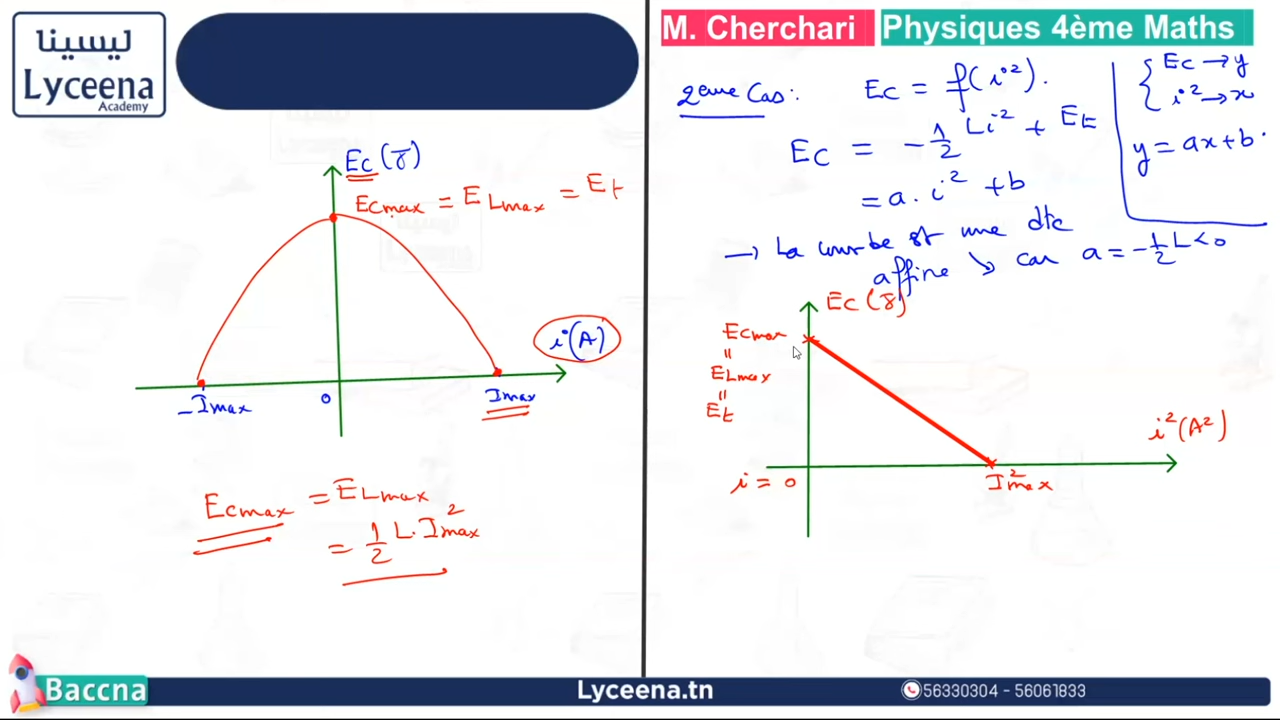 ليسينا
Lyceena
Academy
M. Cherchari Physiques 4ème Maths
Ec(J)
Ecmax = ELmax = Et
i(A)
-Imax
0
Imax
Ecmax = ELmax
= 1/2 L.Imax²
2ème Cas:
Ec = f(i²).
Ec = -1/2 Li² + Et
= a. i² + b
{ Ec → y
i² → x
y = ax+b.
→ La courbe est une dte
affine ↘ car a = -1/2 L < 0
Ec(J)
Ecmax
"
ELmax
"
Et
i²(A²)
i = 0
I²max
Baccna
Lyceena.tn
56330304 - 56061833